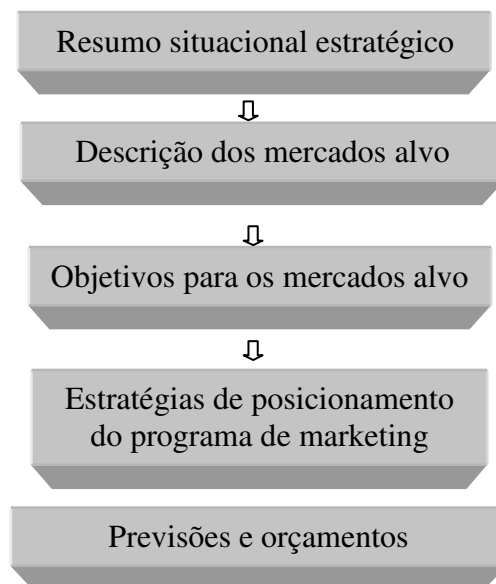 Resumo situacional estratégico
Descrição dos mercados alvo
Objetivos para os mercados alvo
Estratégias de posicionamento
do programa de marketing
Previsões e orçamentos